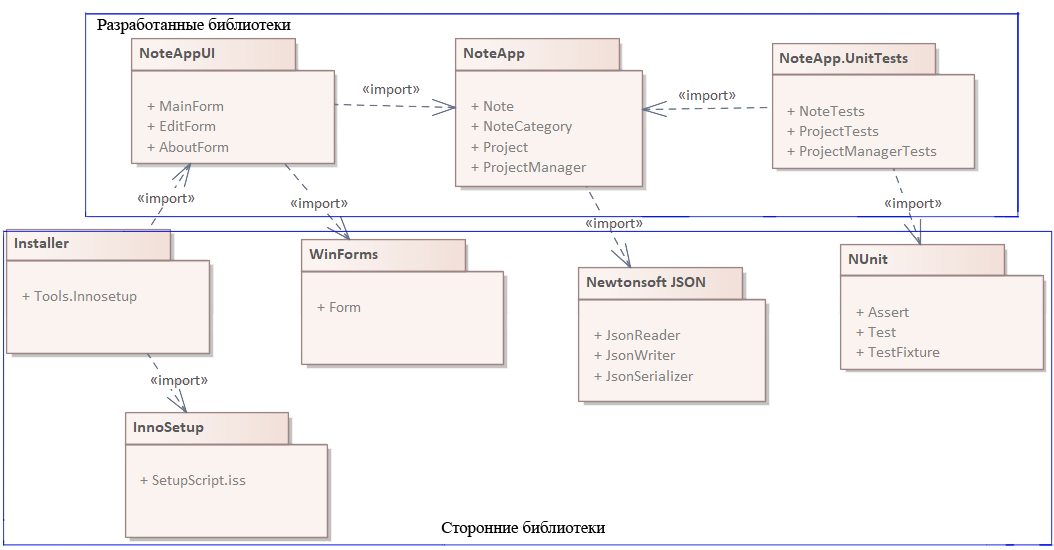 Разработанные библиотеки
NoteAppUI
+ MainForm
+ EditForm
+ AboutForm
«import»
NoteApp
+ Note
+ NoteCategory
+ Project
+ ProjectManager
«import»
NoteApp.UnitTests
+ NoteTests
+ ProjectTests
+ ProjectManagerTests
«import»
«import»
«import»
«import»
Installer
+ Tools.Innosetup
WinForms
+ Form
Newtonsoft JSON
+ JsonReader
+ JsonWriter
+ JsonSerializer
NUnit
+ Assert
+ Test
+ TestFixture
«import»
InnoSetup
+ SetupScript.iss
Сторонние библиотеки